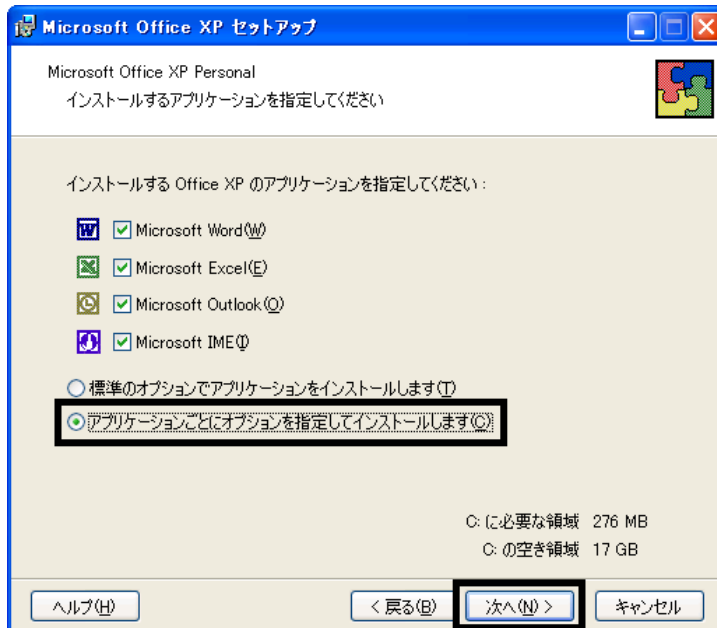 Microsoft Office XP セットアップ
Microsoft Office XP Personal
インストールするアプリケーションを指定してください
インストールする Office XP のアプリケーションを指定してください:
Microsoft Word(W)
Microsoft Excel(E)
Microsoft Outlook(O)
Microsoft IME(I)
標準のオプションでアプリケーションをインストールします(T)
アプリケーションごとにオプションを指定してインストールします(C)
C: に必要な領域 276 MB
C: の空き領域 17 GB
ヘルプ(H) < 戻る(B) 次へ(N) > キャンセル